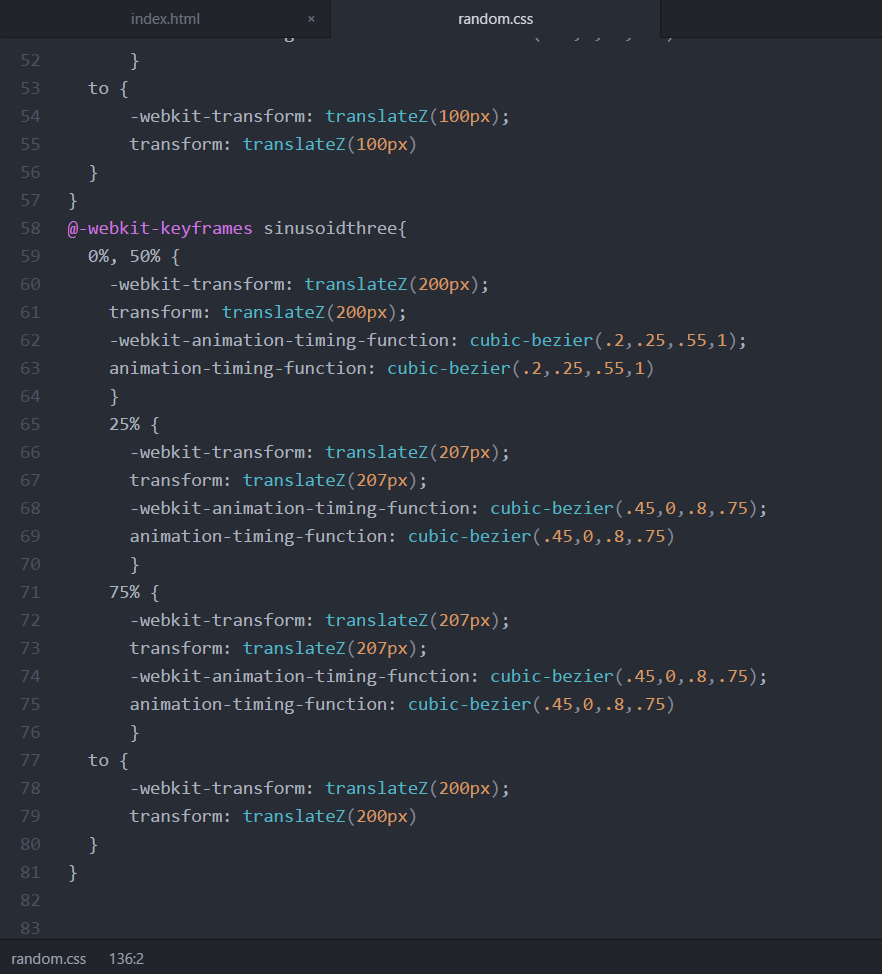 index.html ×
random.css
52 }
53 to {
54 -webkit-transform: translateZ(100px);
55 transform: translateZ(100px)
56 }
57 }
58 @-webkit-keyframes sinusoidthree{
59 0%, 50% {
60 -webkit-transform: translateZ(200px);
61 transform: translateZ(200px);
62 -webkit-animation-timing-function: cubic-bezier(.2,.25,.55,1);
63 animation-timing-function: cubic-bezier(.2,.25,.55,1)
64 }
65 25% {
66 -webkit-transform: translateZ(207px);
67 transform: translateZ(207px);
68 -webkit-animation-timing-function: cubic-bezier(.45,0,.8,.75);
69 animation-timing-function: cubic-bezier(.45,0,.8,.75)
70 }
71 75% {
72 -webkit-transform: translateZ(207px);
73 transform: translateZ(207px);
74 -webkit-animation-timing-function: cubic-bezier(.45,0,.8,.75);
75 animation-timing-function: cubic-bezier(.45,0,.8,.75)
76 }
77 to {
78 -webkit-transform: translateZ(200px);
79 transform: translateZ(200px)
80 }
81 }
82
83
random.css 136:2